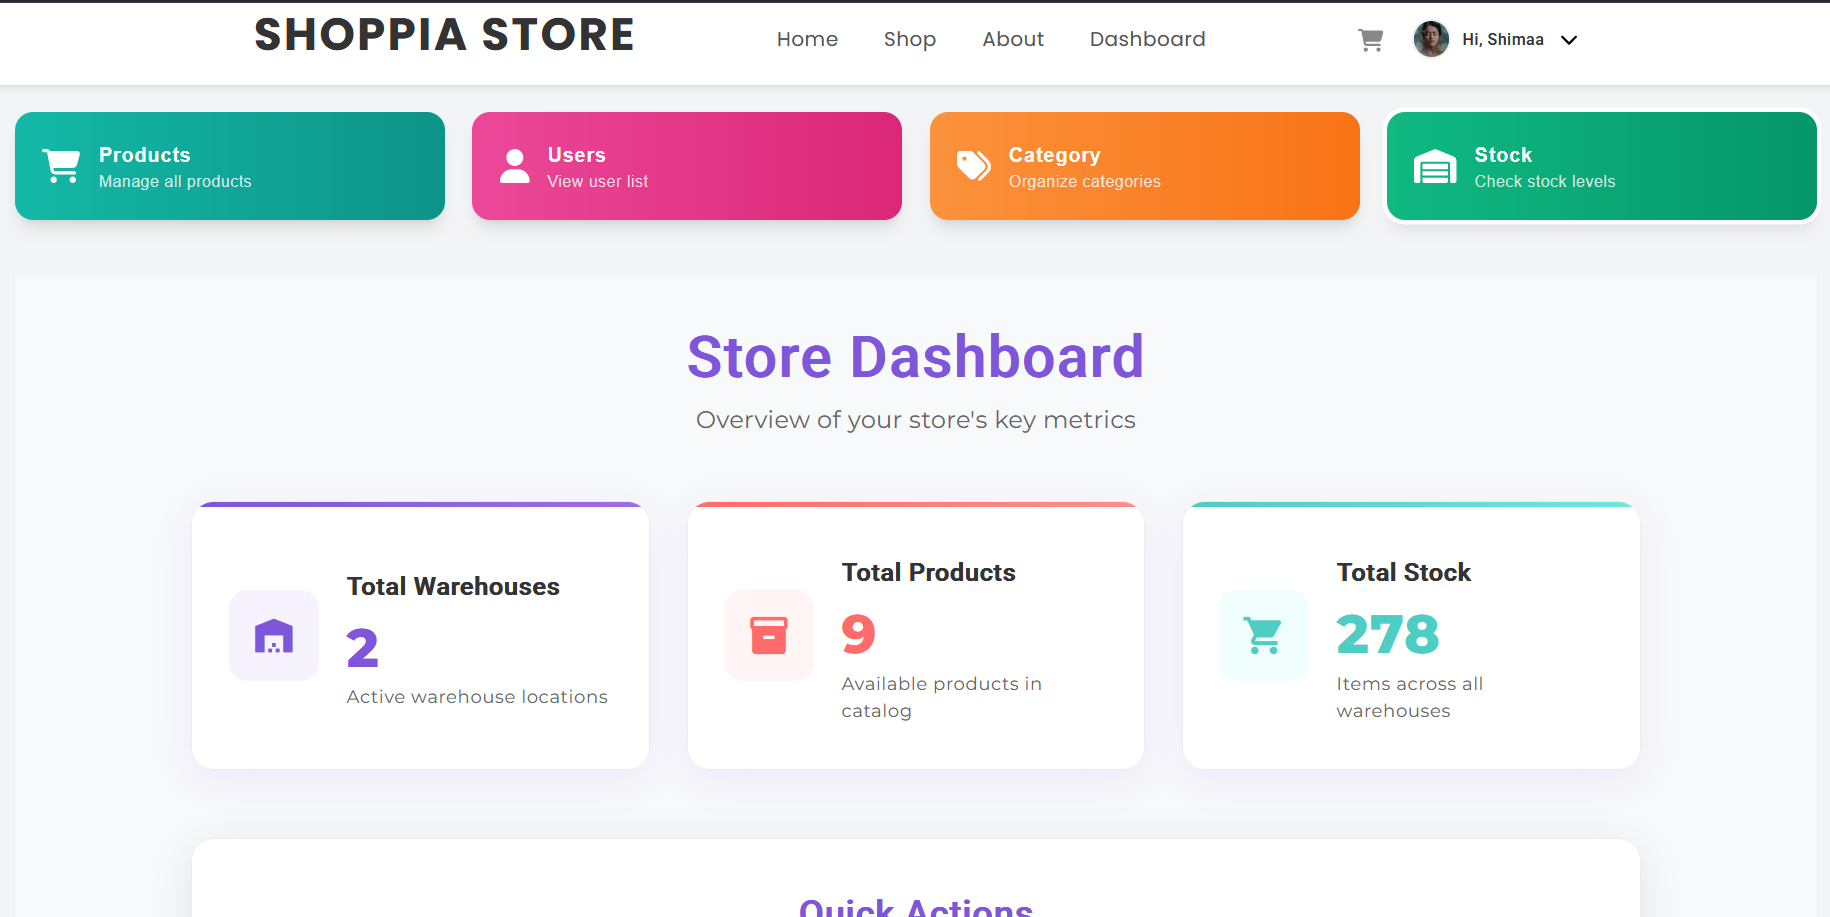 SHOPPIA STORE
Home
Shop
About
Dashboard
Hi, Shimaa
Products
Manage all products
Users
View user list
Category
Organize categories
Stock
Check stock levels
Store Dashboard
Overview of your store's key metrics
Total Warehouses
2
Active warehouse locations
Total Products
9
Available products in
catalog
Total Stock
278
Items across all
warehouses
Quick Actions